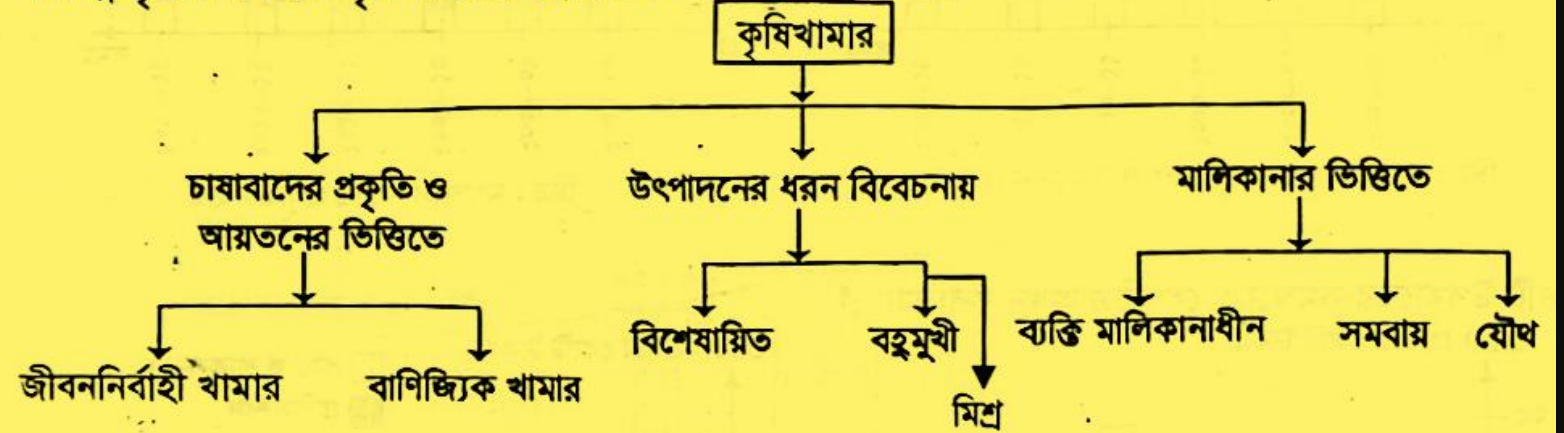 কৃষিখামার
চাষাবাদের প্রকৃতি ও
আয়তনের ভিত্তিতে
উৎপাদনের ধরন বিবেচনায়
মালিকানার ভিত্তিতে
জীবননির্বাহী খামার
বাণিজ্যিক খামার
বিশেষায়িত
বহুমুখী
মিশ্র
ব্যক্তি মালিকানাধীন
সমবায়
যৌথ